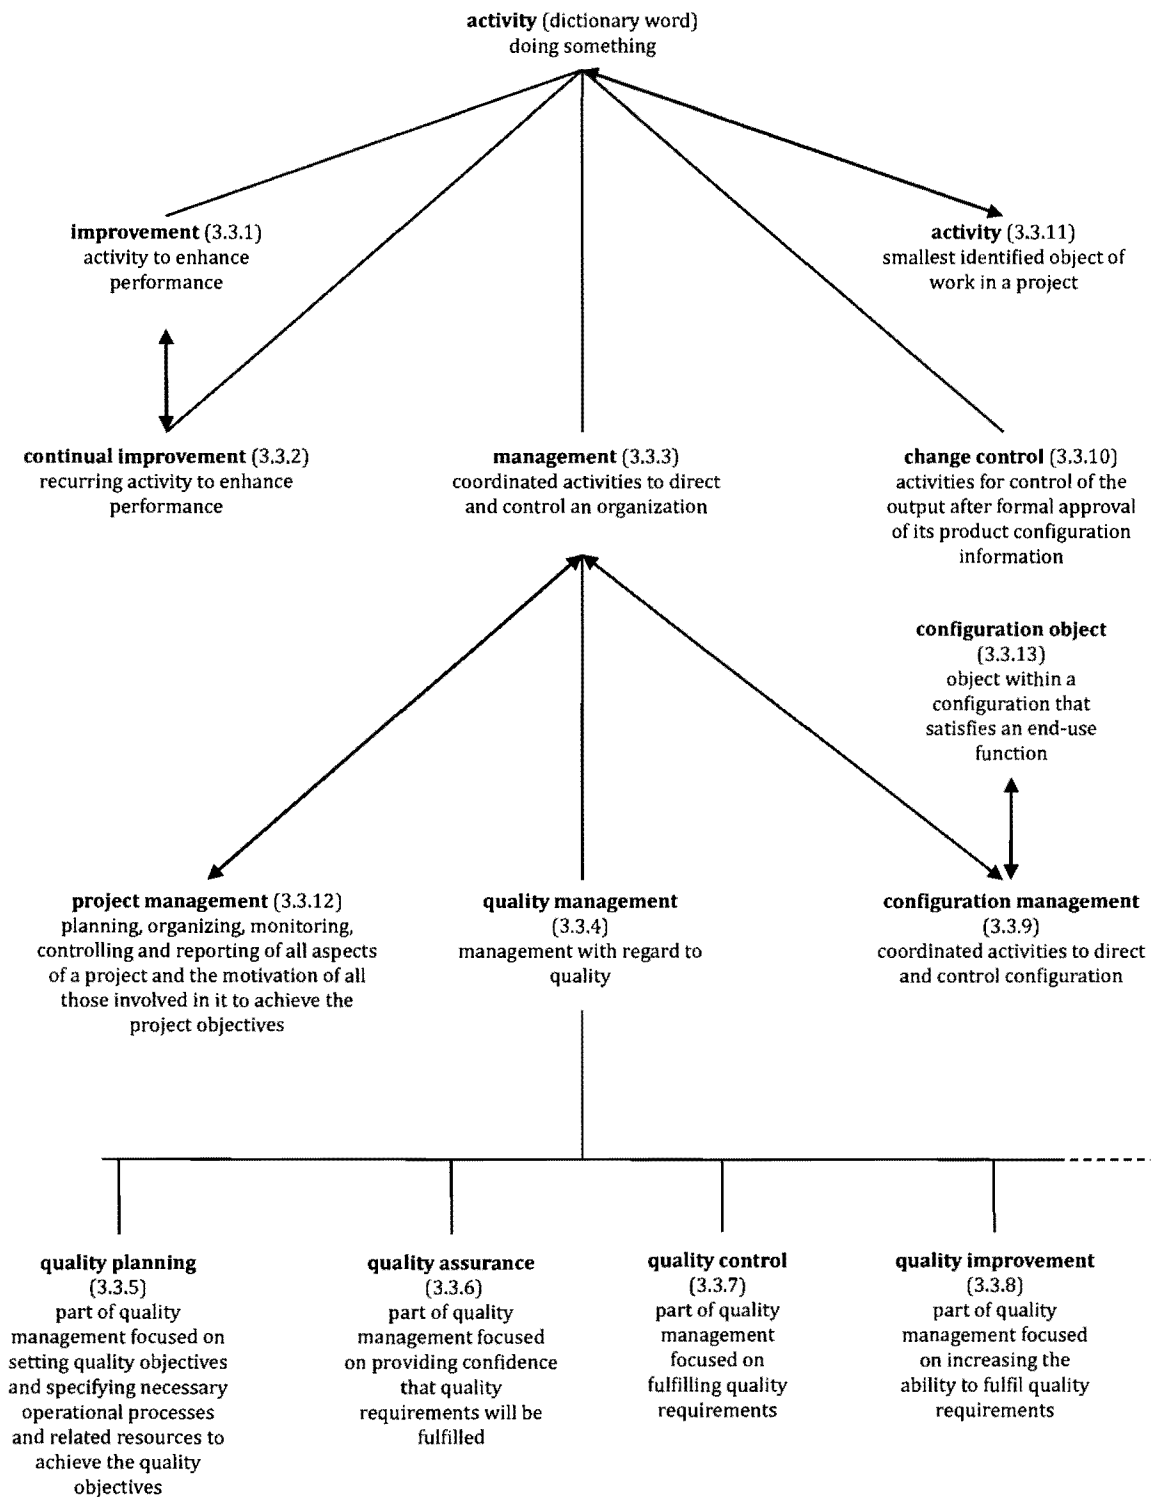 activity (dictionary word)
doing something
improvement (3.3.1)
activity to enhance
performance
activity (3.3.11)
smallest identified object of
work in a project
continual improvement (3.3.2)
recurring activity to enhance
performance
management (3.3.3)
coordinated activities to direct
and control an organization
change control (3.3.10)
activities for control of the
output after formal approval
of its product configuration
information
configuration object
(3.3.13)
object within a
configuration that
satisfies an end-use
function
project management (3.3.12)
planning, organizing, monitoring,
controlling and reporting of all aspects
of a project and the motivation of all
those involved in it to achieve the
project objectives
quality management
(3.3.4)
management with regard to
quality
configuration management
(3.3.9)
coordinated activities to direct
and control configuration
quality planning
(3.3.5)
part of quality
management focused on
setting quality objectives
and specifying necessary
operational processes
and related resources to
achieve the quality
objectives
quality assurance
(3.3.6)
part of quality
management focused
on providing confidence
that quality
requirements will be
fulfilled
quality control
(3.3.7)
part of quality
management
focused on
fulfilling quality
requirements
quality improvement
(3.3.8)
part of quality
management focused
on increasing the
ability to fulfil quality
requirements